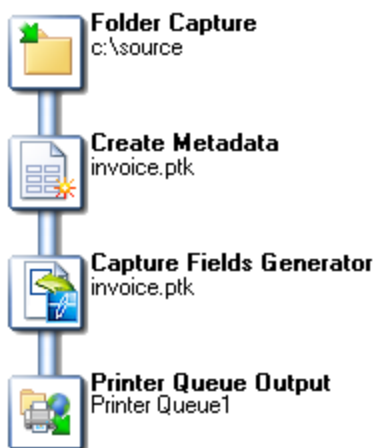 Folder Capture
c:\source
Create Metadata
invoice.ptk
Capture Fields Generator
invoice.ptk
Printer Queue Output
Printer Queue1